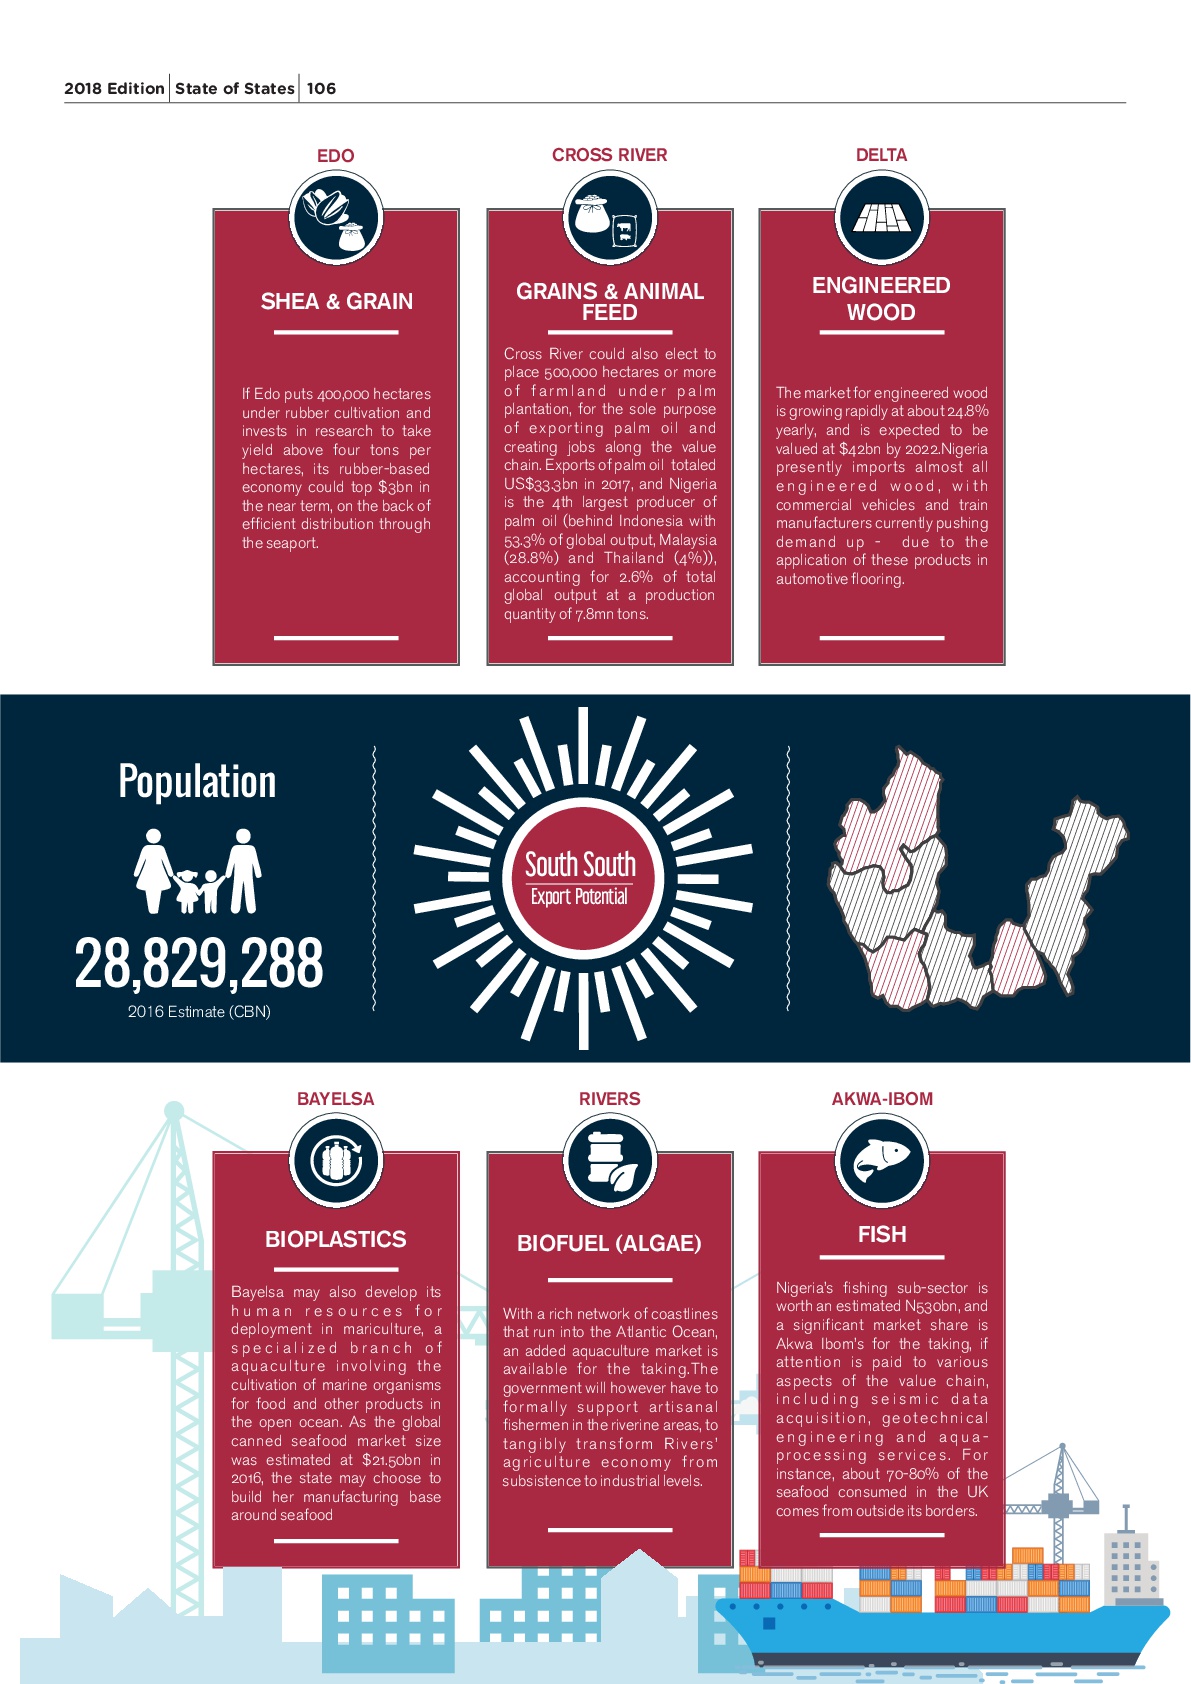 2018 Edition State of States 106
EDO
SHEA & GRAIN
If Edo puts 400,000 hectares
under rubber cultivation and
invests in research to take
yield above four tons per
hectares, its rubber-based
economy could top $3bn in
the near term, on the back of
efficient distribution through
the seaport.
CROSS RIVER
GRAINS & ANIMAL
FEED
Cross River could also elect to
place 500,000 hectares or more
of farmland under palm
plantation, for the sole purpose
of exporting palm oil and
creating jobs along the value
chain. Exports of palm oil totaled
US$33.3bn in 2017, and Nigeria
is the 4th largest producer of
palm oil (behind Indonesia with
53.3% of global output, Malaysia
(28.8%) and Thailand (4%)),
accounting for 2.6% of total
global output at a production
quantity of 7.8mn tons.
DELTA
ENGINEERED
WOOD
The market for engineered wood
is growing rapidly at about 24.8%
yearly, and is expected to be
valued at $42bn by 2022.Nigeria
presently imports almost all
engineered wood, with
commercial vehicles and train
manufacturers currently pushing
demand up - due to the
application of these products in
automotive flooring.
Population
28,829,288
2016 Estimate (CBN)
South South
Export Potential
BAYELSA
BIOPLASTICS
Bayelsa may also develop its
human resources for
deployment in mariculture, a
specialized branch of
aquaculture involving the
cultivation of marine organisms
for food and other products in
the open ocean. As the global
canned seafood market size
was estimated at $21.50bn in
2016, the state may choose to
build her manufacturing base
around seafood
RIVERS
BIOFUEL (ALGAE)
With a rich network of coastlines
that run into the Atlantic Ocean,
an added aquaculture market is
available for the taking.The
government will however have to
formally support artisanal
fishermen in the riverine areas, to
tangibly transform Rivers'
agriculture economy from
subsistence to industrial levels.
AKWA-IBOM
FISH
Nigeria's fishing sub-sector is
worth an estimated N530bn, and
a significant market share is
Akwa Ibom's for the taking, if
attention is paid to various
aspects of the value chain,
including seismic data
acquisition, geotechnical
engineering and aqua-
processing services. For
instance, about 70-80% of the
seafood consumed in the UK
comes from outside its borders.